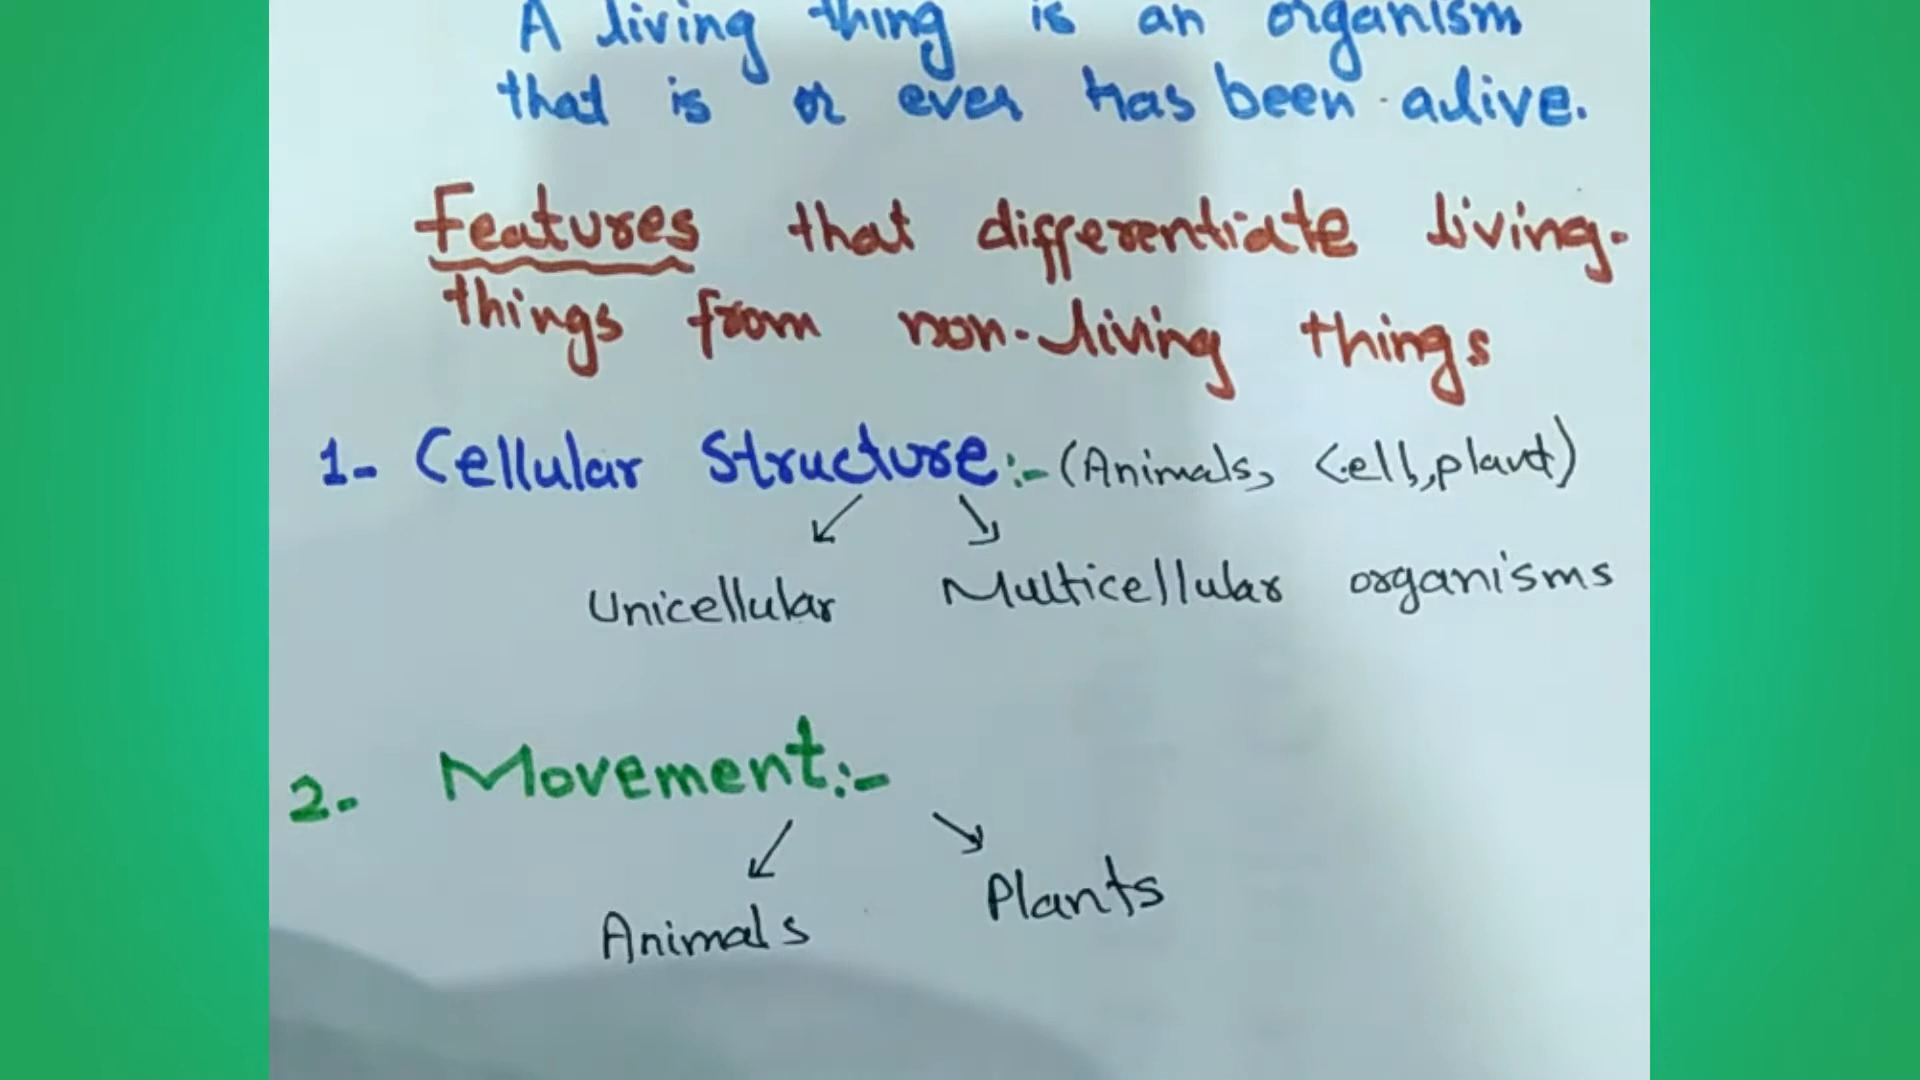 A living thing is an organism
that is or ever has been alive.
Features that differentiate living-
things from non-living things
1- Cellular Structure:- (Animals, Cell, plant)
Unicellular Multicellular organisms
2- Movement:-
Animals Plants